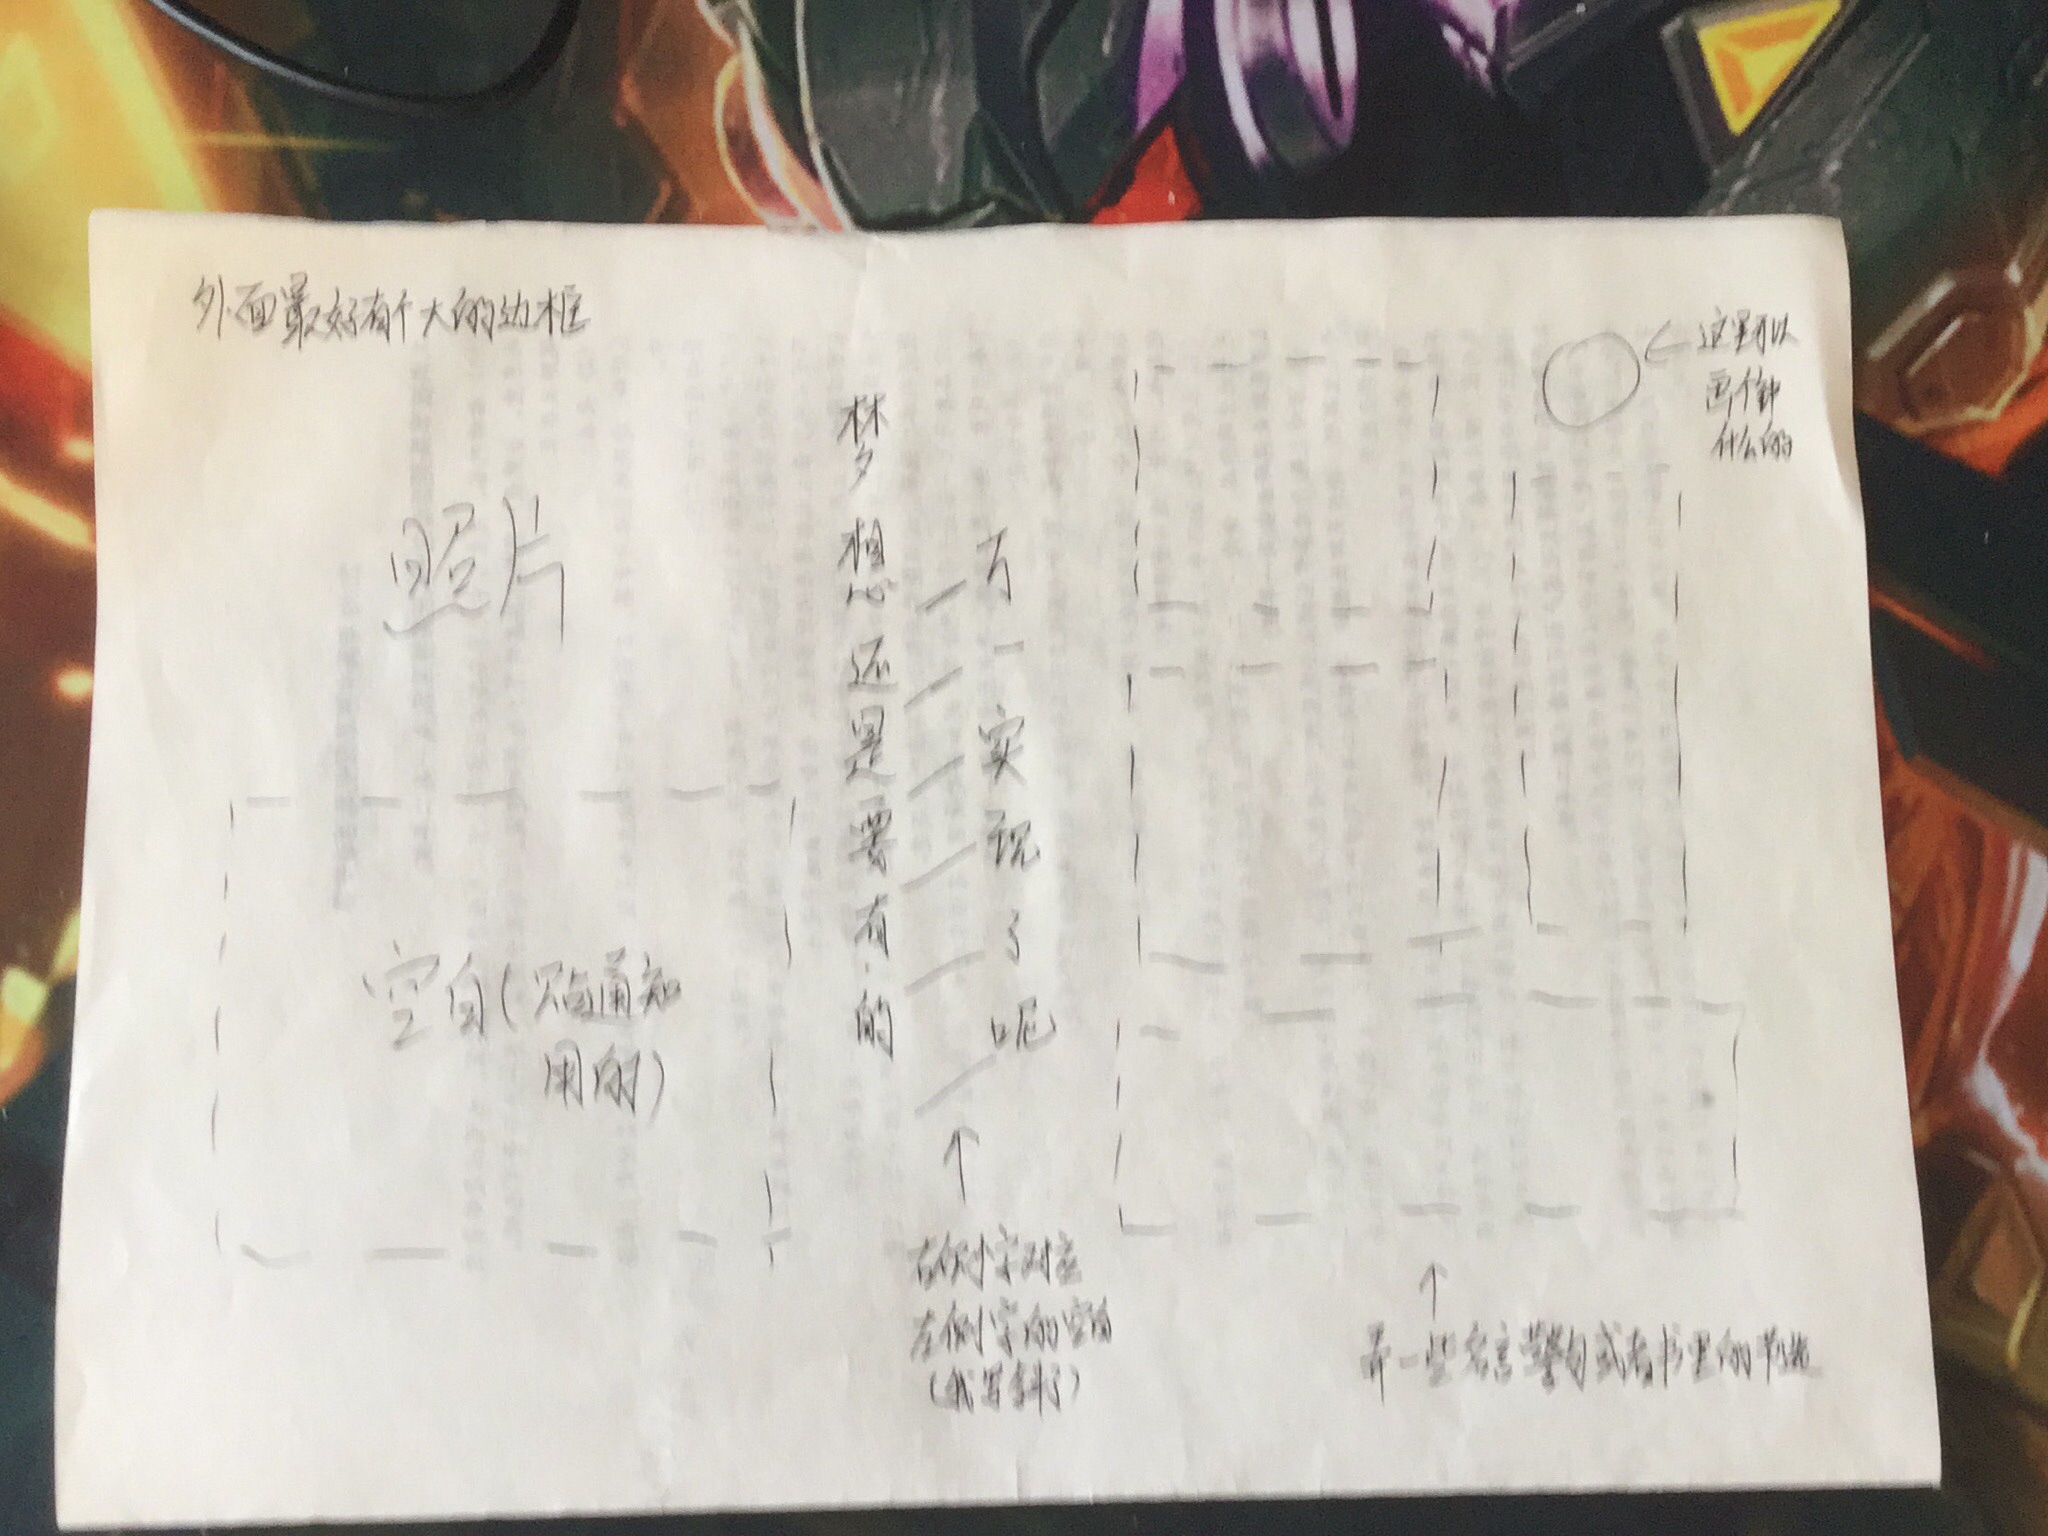 外面最好有个大的边框
这里可以
画个钟
什么的
照片
梦想还是要有的
万一实现了呢
空白(贴通知
用的)
右侧字对应
左侧字的空白
(我写歪了)
弄一些名言警句或者书里的